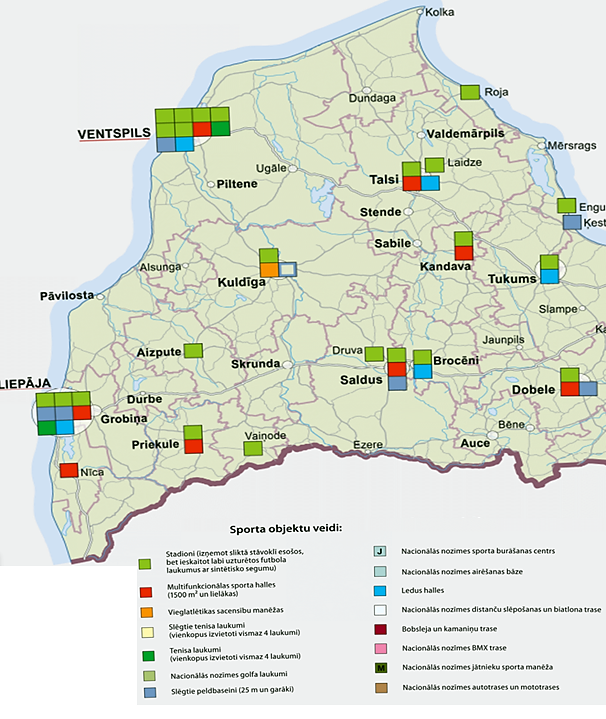 Kolka
Dundaga
Roja
VENTSPILS
Valdemārpils
Mērsrags
Ugāle
Laidze
Talsi
Piltene
Stende
Engu
Ķest
Sabile
Kandava
Alsunga
Kuldīga
Tukums
Pāvilosta
Slampe
Ka
Aizpute
Druva
Jaunpils
Skrunda
Brocēni
Saldus
LIEPĀJA
Durbe
Dobele
Grobiņa
Priekule
Vaiņode
Ezere
Auce
Bēne
Nīca
Sporta objektu veidi:
Stadioni (izņemot sliktā stāvokli esošos,
bet ieskaitot labi uzturētos futbola
laukumus ar sintētisko segumu)
Multifunkcionālas sporta halles
(1500 m² un lielākas)
Vieglatlētikas sacensību manēžas
Slēgtie tenisa laukumi
(vienkopus izvietoti vismaz 4 laukumi)
Tenisa laukumi
(vienkopus izvietoti vismaz 4 laukumi)
Nacionālās nozīmes golfa laukumi
Slēgtie peldbaseini (25 m un garāki)
J
Nacionālās nozīmes sporta burāšanas centrs
Nacionālās nozīmes airēšanas bāze
Ledus halles
Nacionālās nozīmes distanču slēpošanas un biatlona trase
Bobsleja un kamaniņu trase
Nacionālās nozīmes BMX trase
M
Nacionālās nozīmes jātnieku sporta manēža
Nacionālās nozīmes autotrases un mototrases